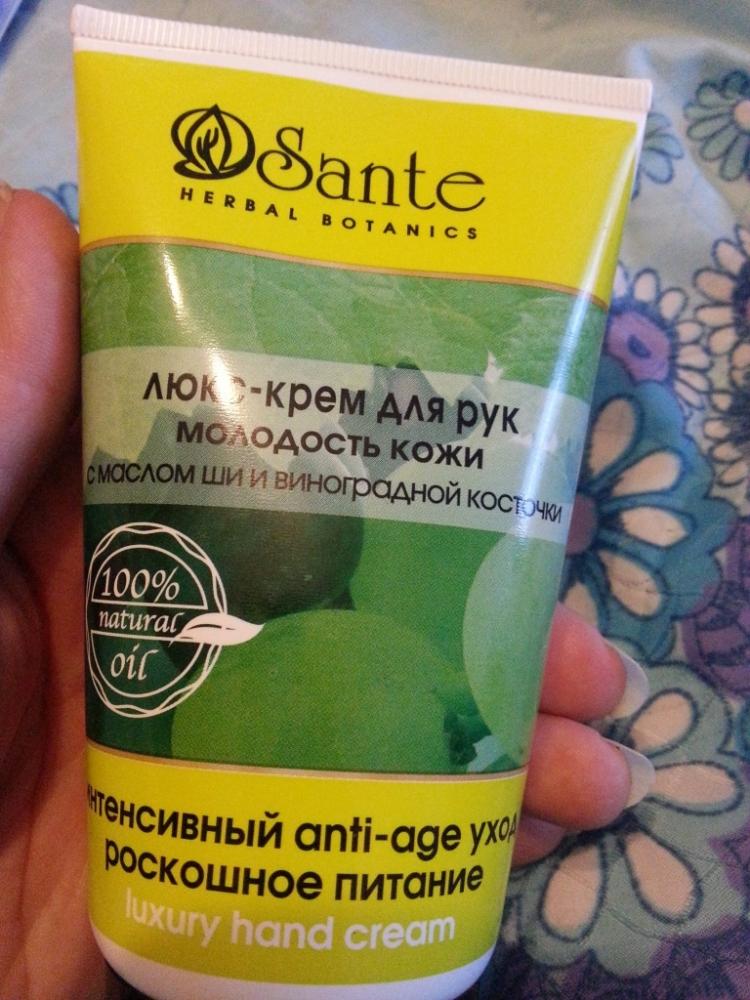 Sante
HERBAL BOTANICS
люкс-крем для рук
молодость кожи
с маслом ши и виноградной косточки
100%
natural
oil
интенсивный anti-age уход
роскошное питание
luxury hand cream